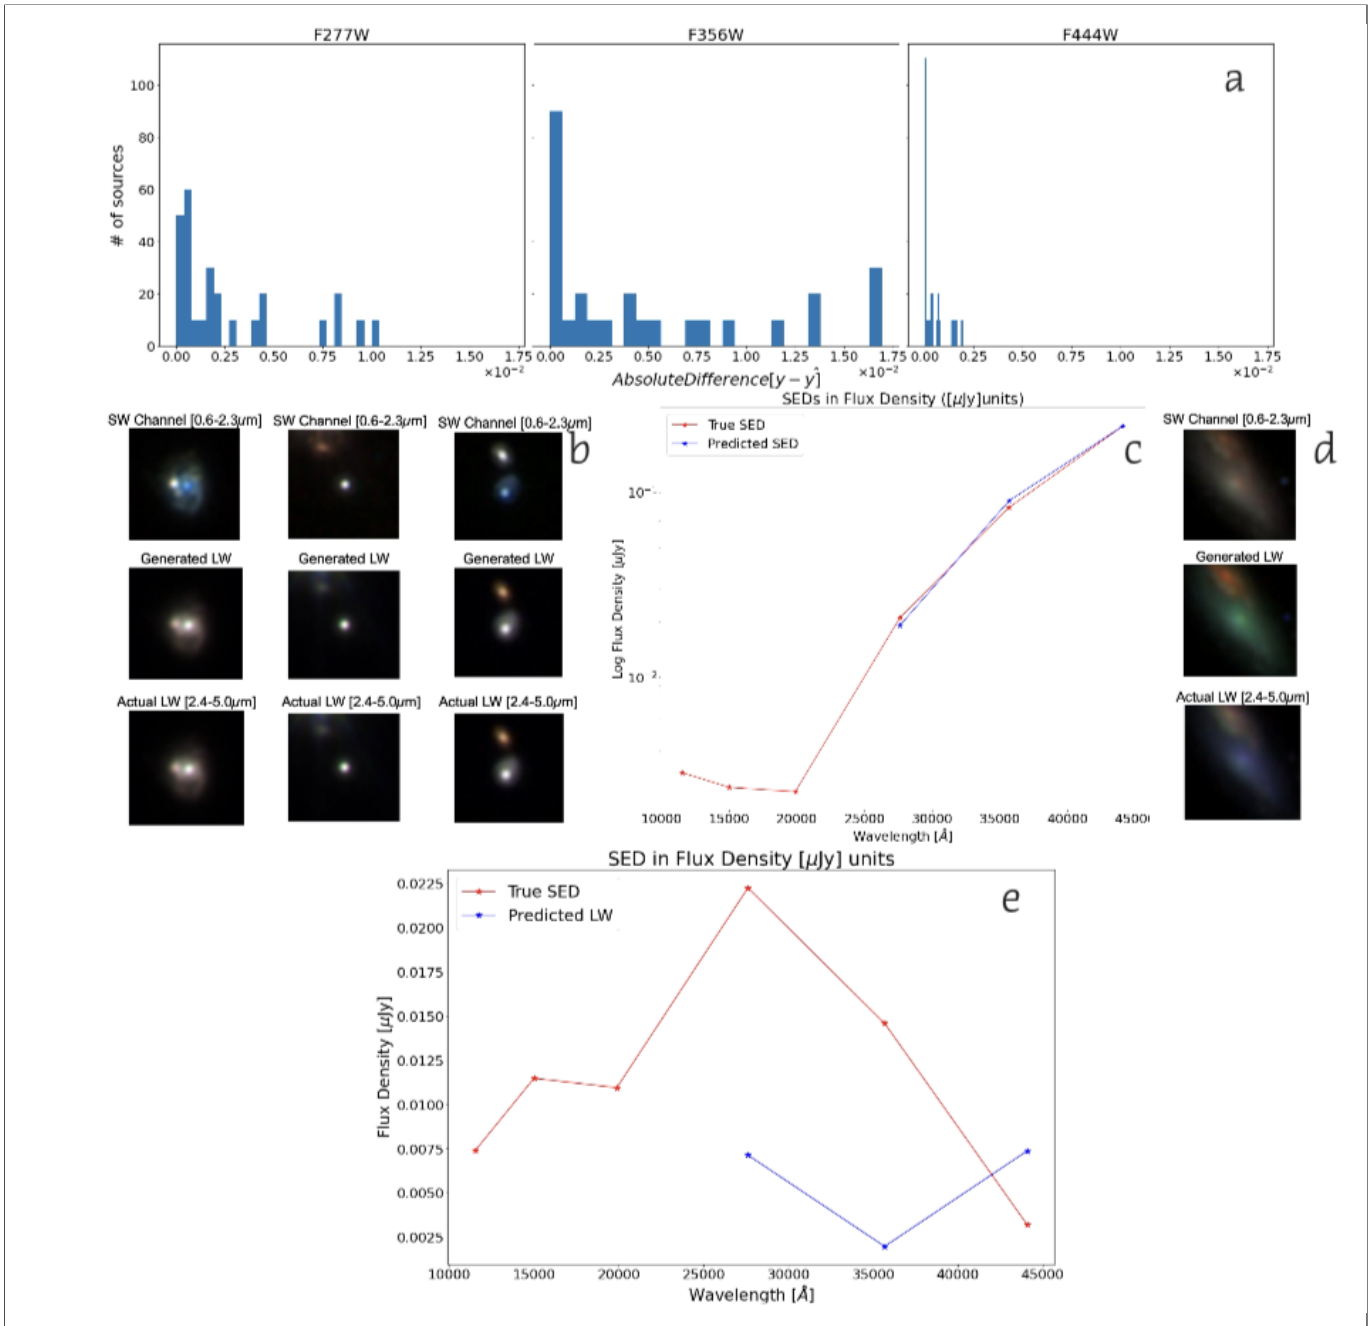 F277W
F356W
F444W
a
# of sources
100
80
60
40
20
0
0.00 0.25 0.50 0.75 1.00 1.25 1.50 1.75
×10⁻²
0.00 0.25 0.50 0.75 1.00 1.25 1.50 1.75
×10⁻²
0.00 0.25 0.50 0.75 1.00 1.25 1.50 1.75
×10⁻²
AbsoluteDifference[y − ŷ]
SW Channel [0.6-2.3μm]
SW Channel [0.6-2.3μm]
SW Channel [0.6-2.3μm]
b
Generated LW
Generated LW
Generated LW
Actual LW [2.4-5.0μm]
Actual LW [2.4-5.0μm]
Actual LW [2.4-5.0μm]
SEDs in Flux Density ([μJy]units)
True SED
Predicted SED
c
Log Flux Density [μJy]
10⁻²
10000 15000 20000 25000 30000 35000 40000
Wavelength [Å]
SW Channel [0.6-2.3μm]
d
Generated LW
Actual LW [2.4-5.0μm]
SED in Flux Density [μJy] units
True SED
Predicted LW
e
Flux Density [μJy]
0.0225
0.0200
0.0175
0.0150
0.0125
0.0100
0.0075
0.0050
0.0025
10000 15000 20000 25000 30000 35000 40000 45000
Wavelength [Å]